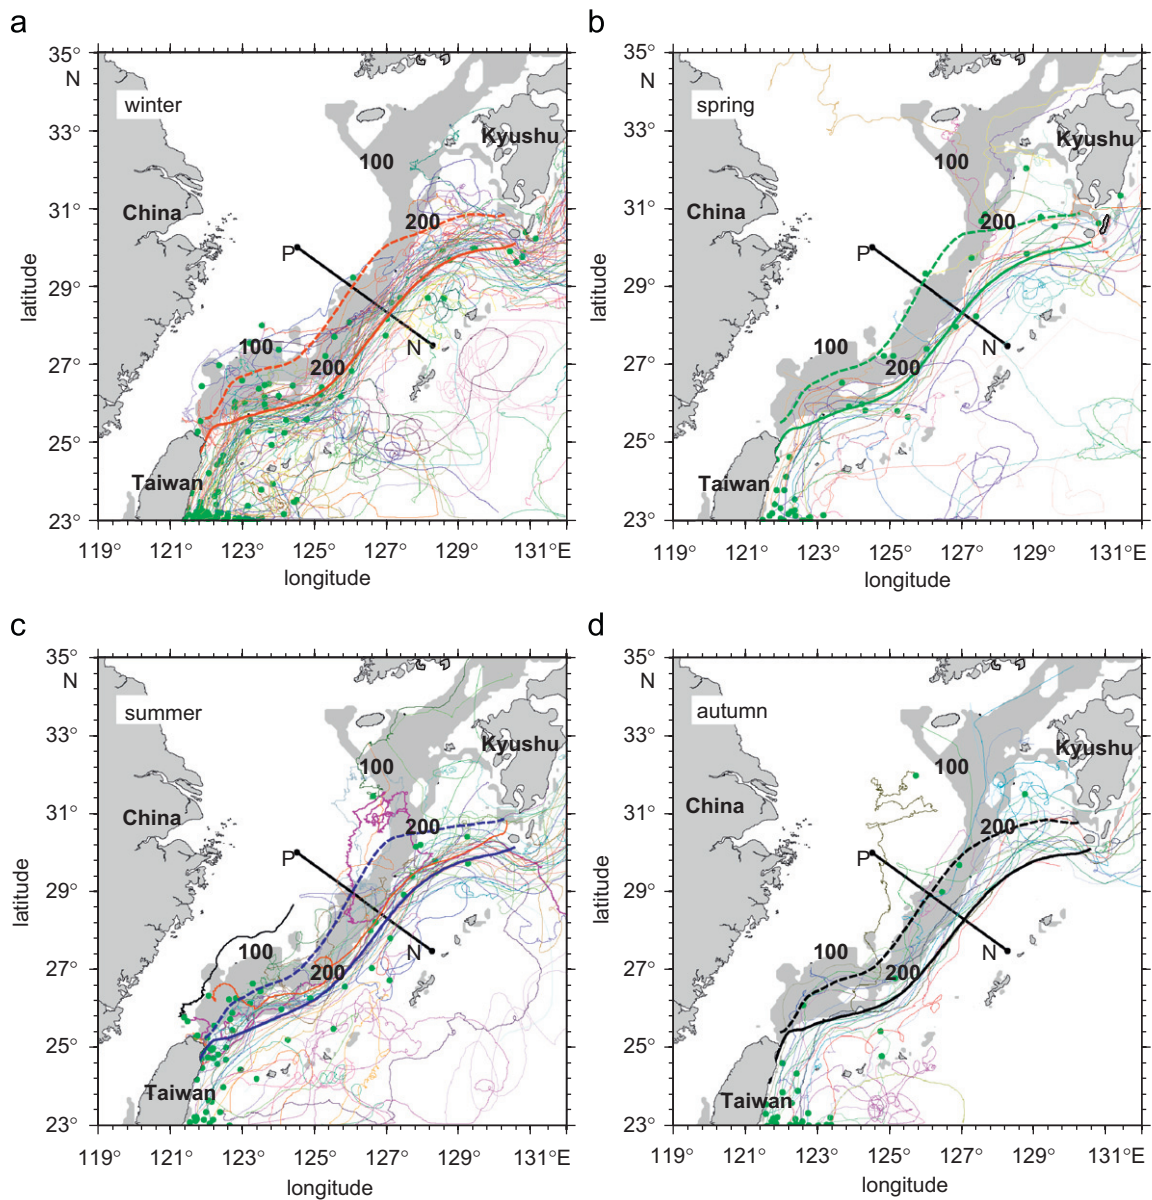 a
35°
N
winter
33°
31°
29°
27°
25°
23°
latitude
China
Taiwan
Kyushu
100
200
P
N
100
200
119° 121° 123° 125° 127° 129° 131°E
longitude
b
35°
N
spring
33°
31°
29°
27°
25°
23°
latitude
China
Taiwan
Kyushu
100
200
P
N
100
200
119° 121° 123° 125° 127° 129° 131°E
longitude
c
35°
N
summer
33°
31°
29°
27°
25°
23°
latitude
China
Taiwan
Kyushu
100
200
P
N
100
200
119° 121° 123° 125° 127° 129° 131°E
longitude
d
35°
N
autumn
33°
31°
29°
27°
25°
23°
latitude
China
Taiwan
Kyushu
100
200
P
N
100
200
119° 121° 123° 125° 127° 129° 131°E
longitude